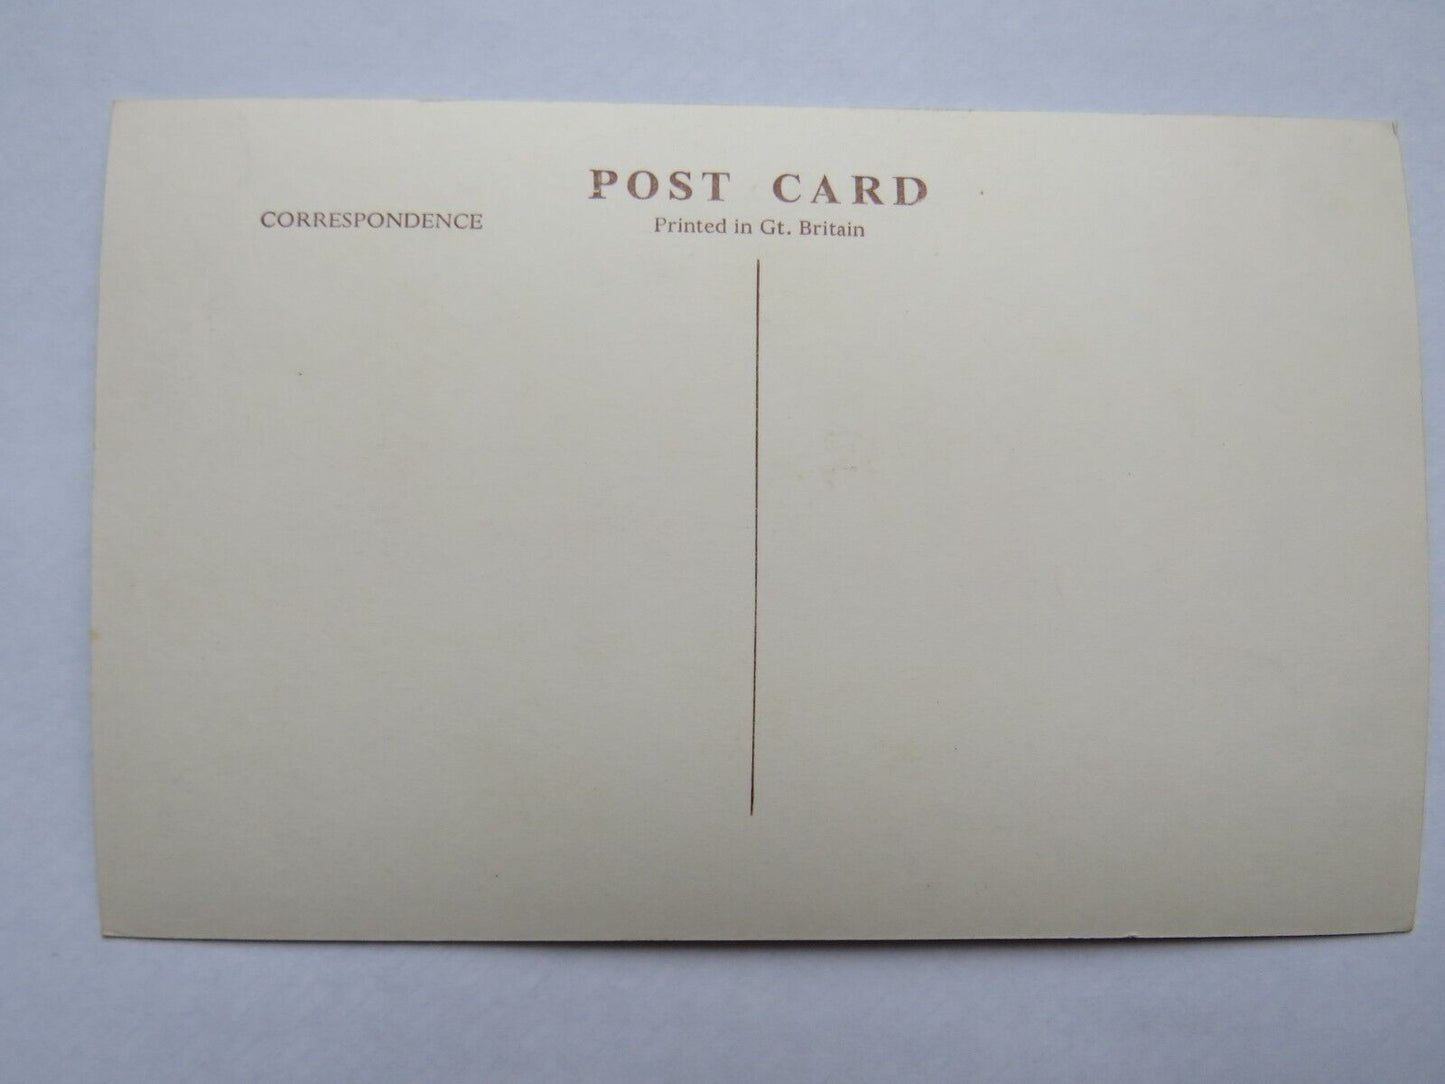 POST CARD
CORRESPONDENCE
Printed in Gt. Britain